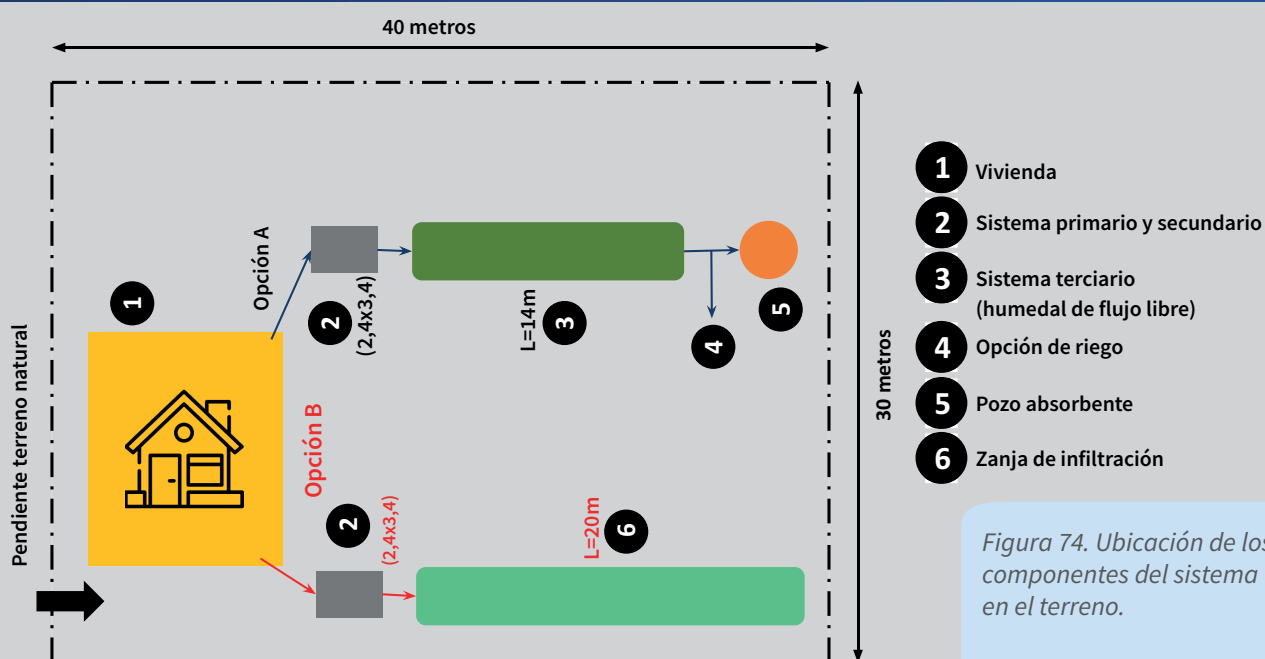 40 metros
Pendiente terreno natural
1
Opción A
2
(2,4x3,4)
L=14m
3
4
5
Opción B
2
(2,4x3,4)
L=20m
6
30 metros
1 Vivienda
2 Sistema primario y secundario
3 Sistema terciario
(humedal de flujo libre)
4 Opción de riego
5 Pozo absorbente
6 Zanja de infiltración
Figura 74. Ubicación de los
componentes del sistema
en el terreno.